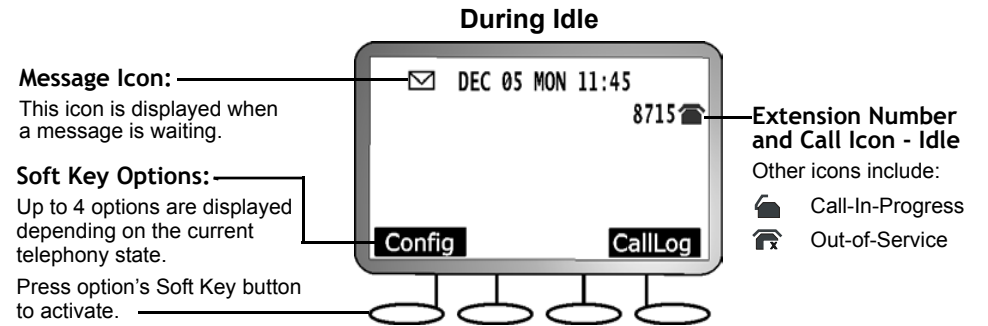 During Idle
Message Icon:
This icon is displayed when
a message is waiting.
Soft Key Options:
Up to 4 options are displayed
depending on the current
telephony state.
Press option's Soft Key button
to activate.
DEC 05 MON 11:45
8715
Config
CallLog
Extension Number
and Call Icon - Idle
Other icons include:
Call-In-Progress
Out-of-Service